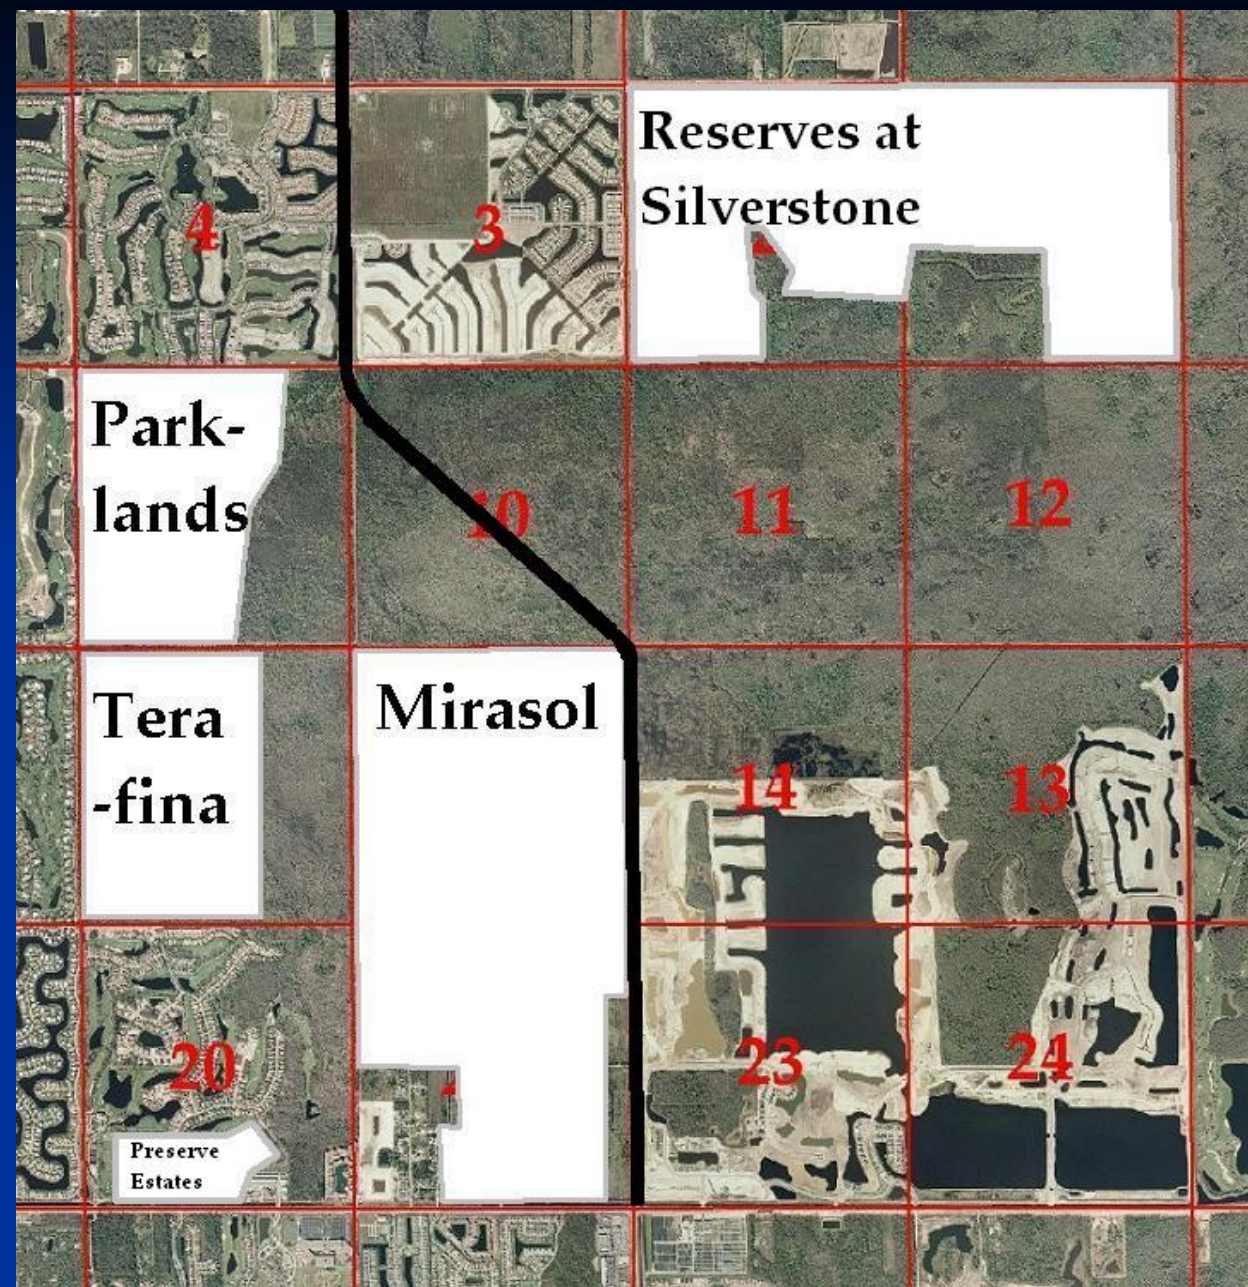 Reserves at
Silverstone
4
3
Park-
lands
10
11
12
Tera
-fina
Mirasol
14
13
20
23
24
Preserve
Estates